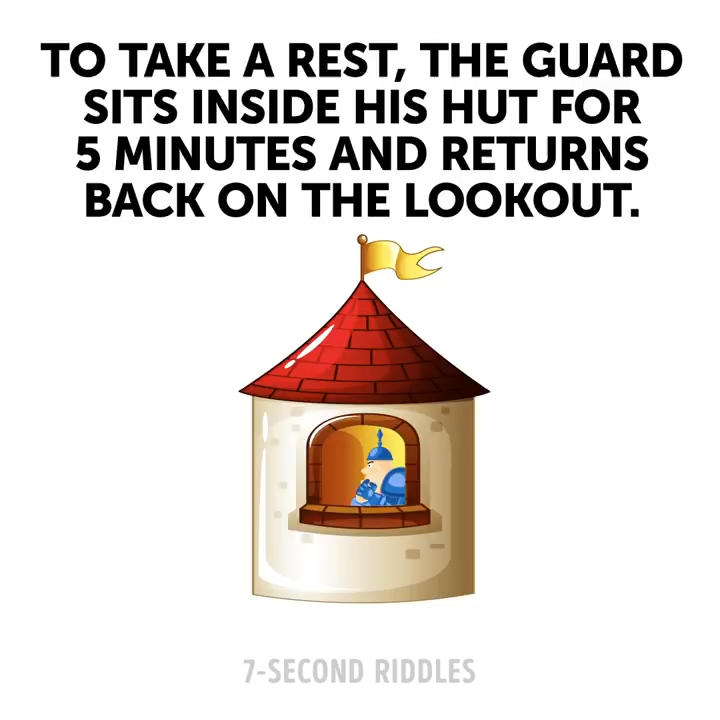 TO TAKE A REST, THE GUARD
SITS INSIDE HIS HUT FOR
5 MINUTES AND RETURNS
BACK ON THE LOOKOUT.
7-SECOND RIDDLES